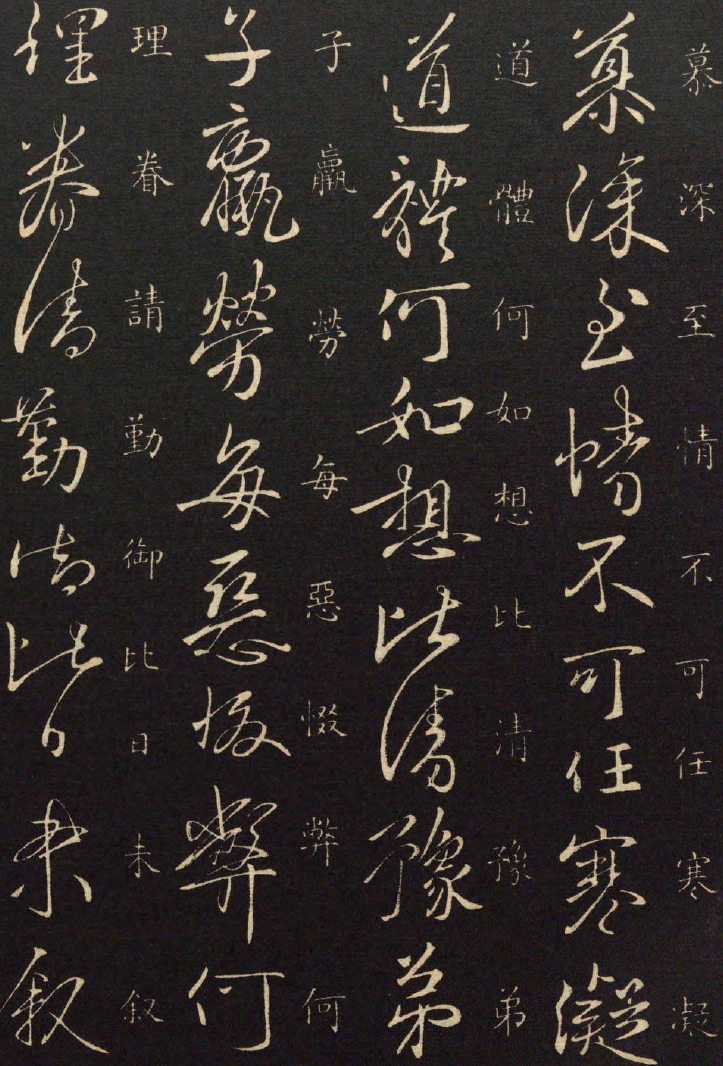 慕深至情不可任寒凝
慕深至情不可任寒凝
道體何如想比清豫弟
道體何如想比清豫弟
子羸勞每惡惙弊何
子羸勞每惡惙弊何
理眷請勤御比日未叙
理眷請勤御比日未叙